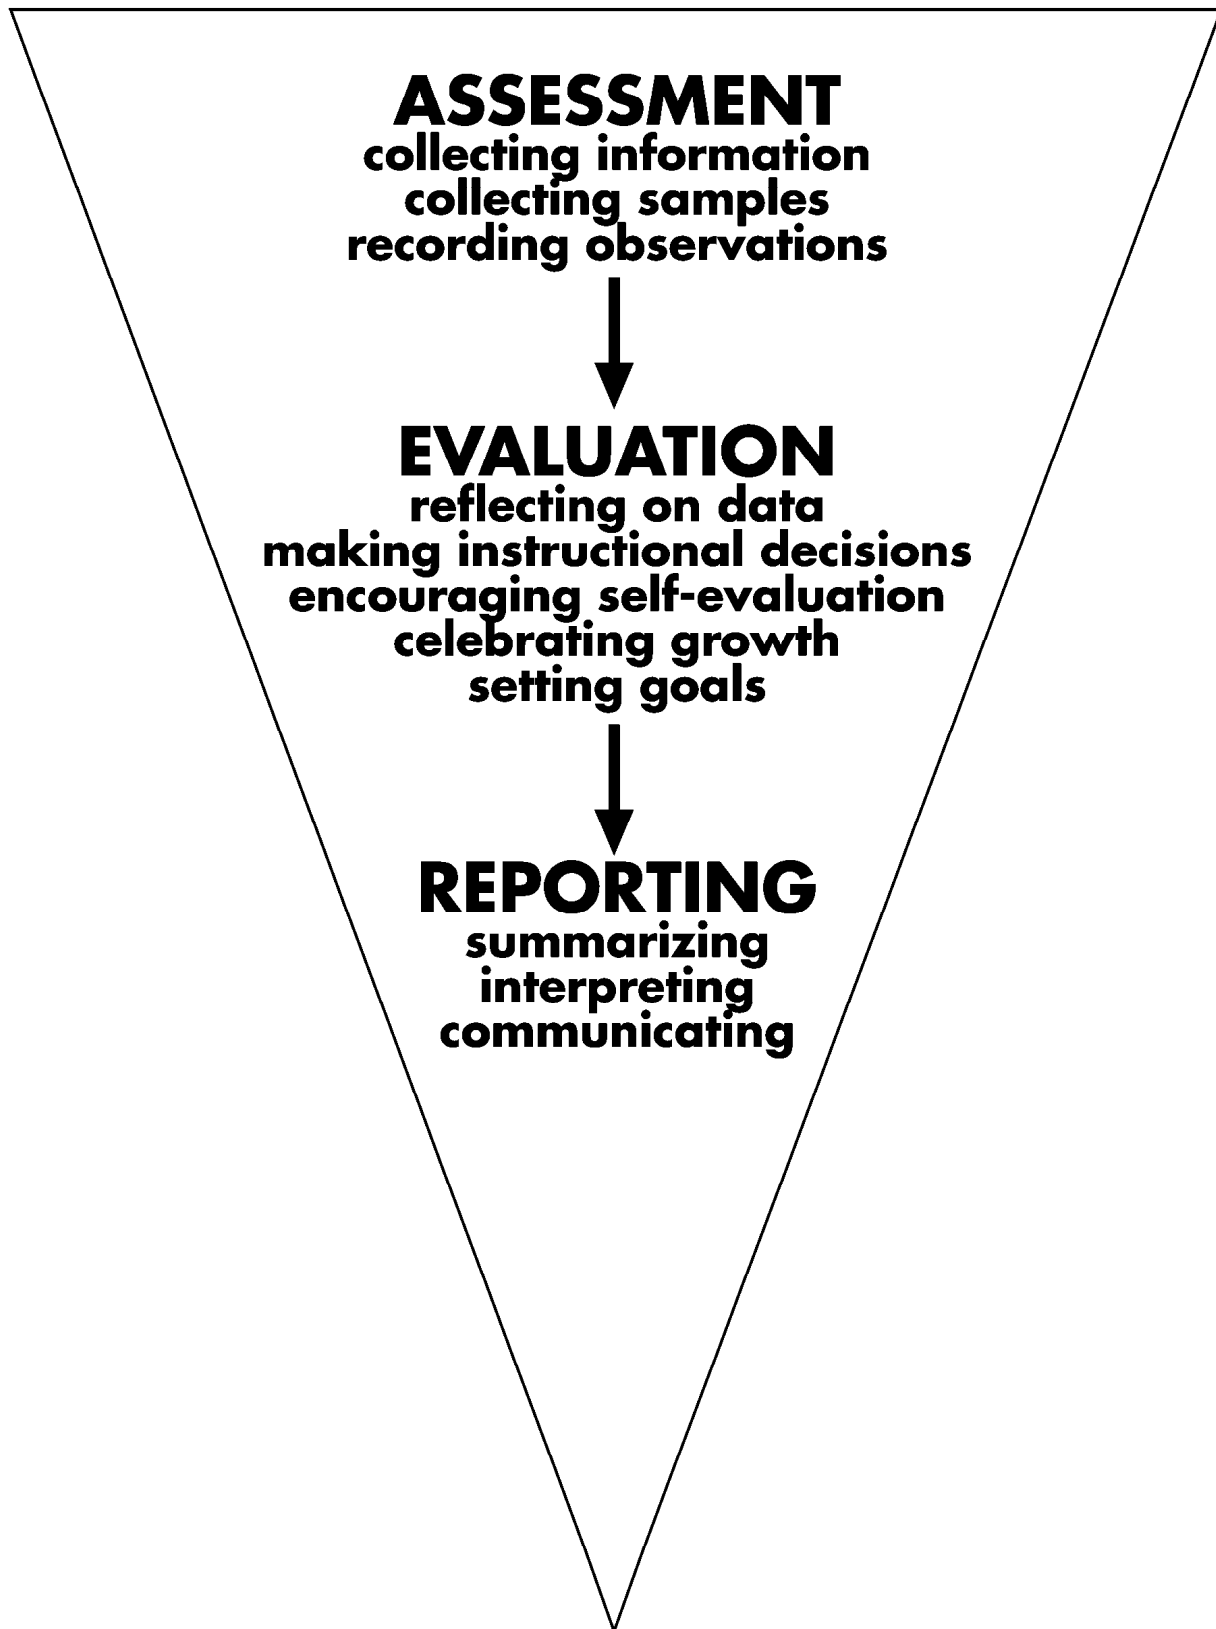 ASSESSMENT
collecting information
collecting samples
recording observations
EVALUATION
reflecting on data
making instructional decisions
encouraging self-evaluation
celebrating growth
setting goals
REPORTING
summarizing
interpreting
communicating